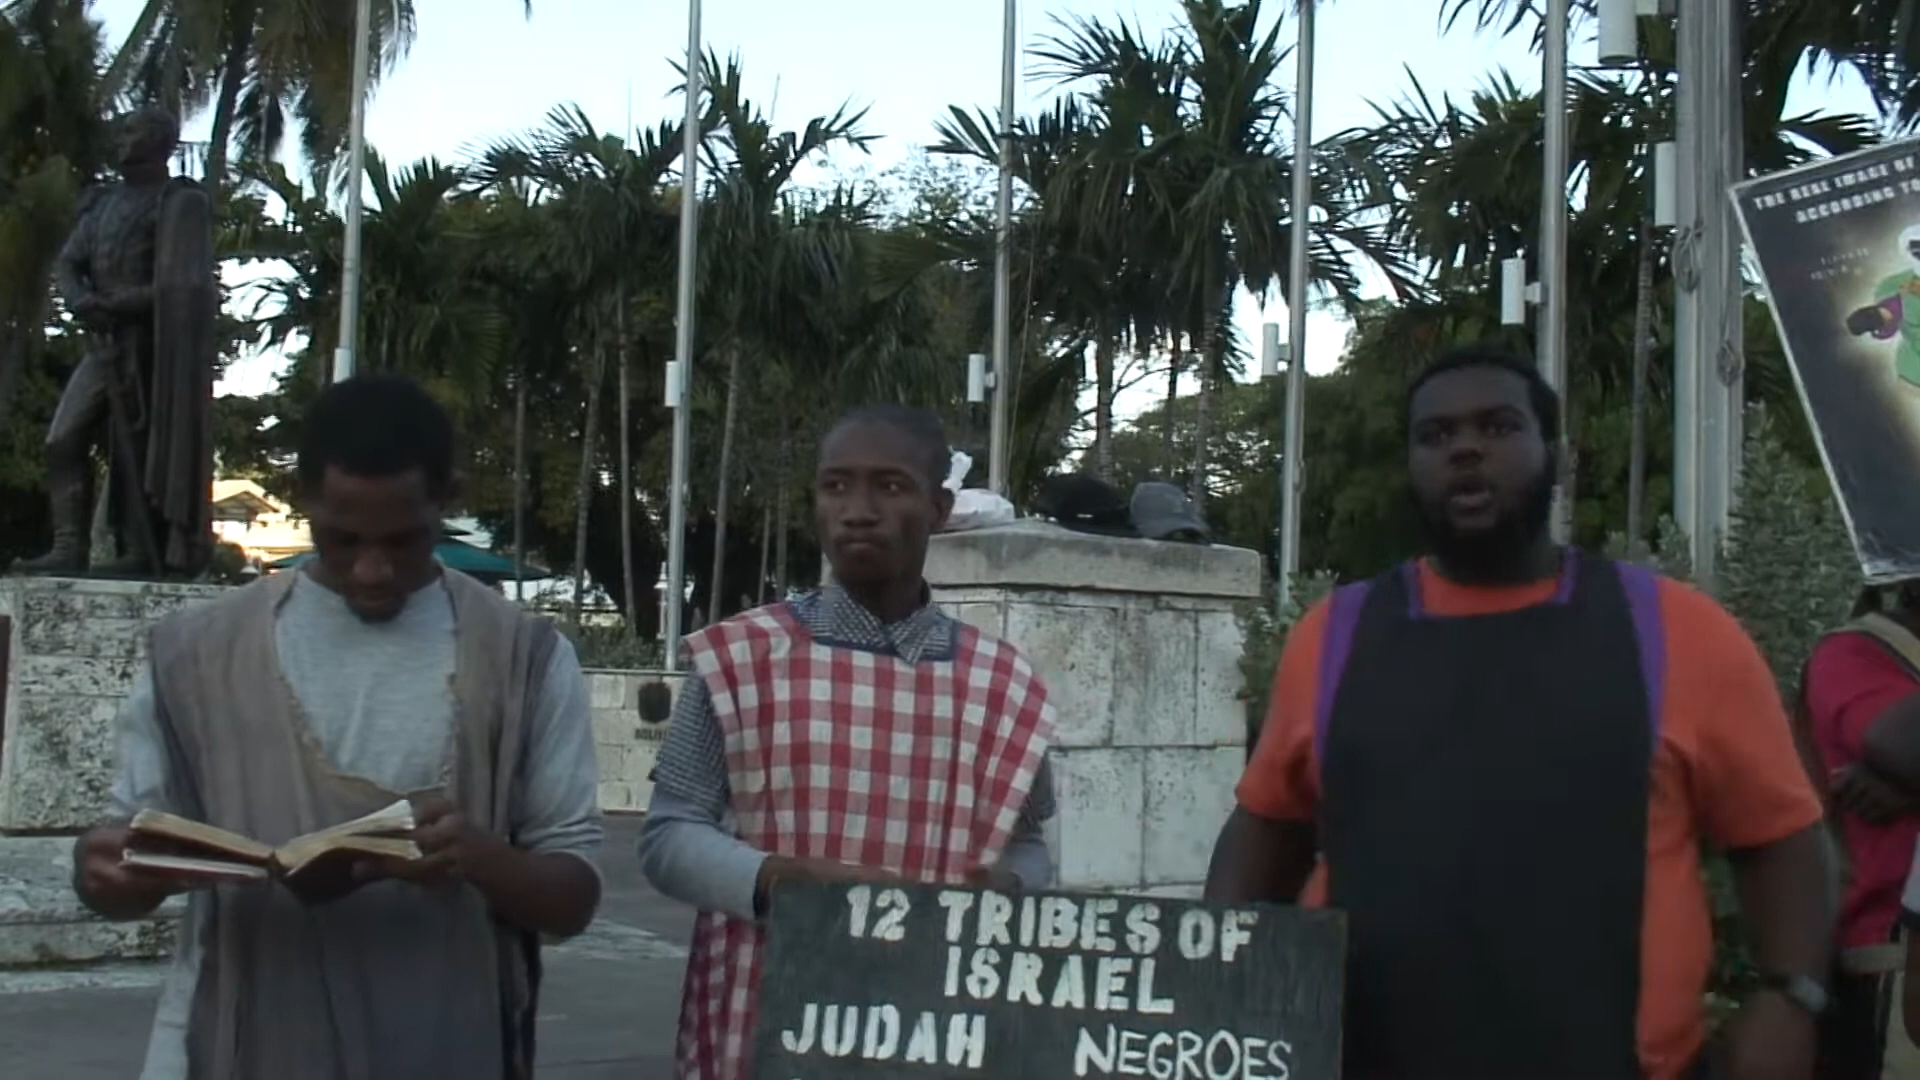 THE REAL IMAGE OF
ACCORDING TO
12 TRIBES OF
ISRAEL
JUDAH NEGROES